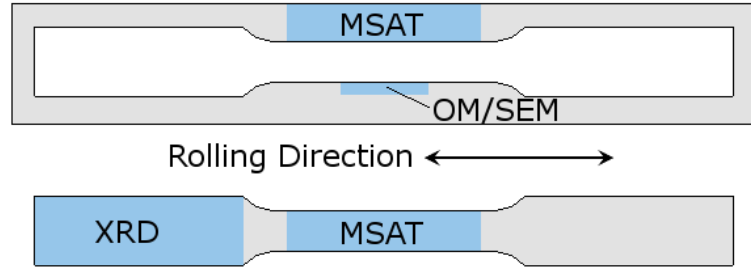 MSAT
OM/SEM
Rolling Direction
XRD
MSAT